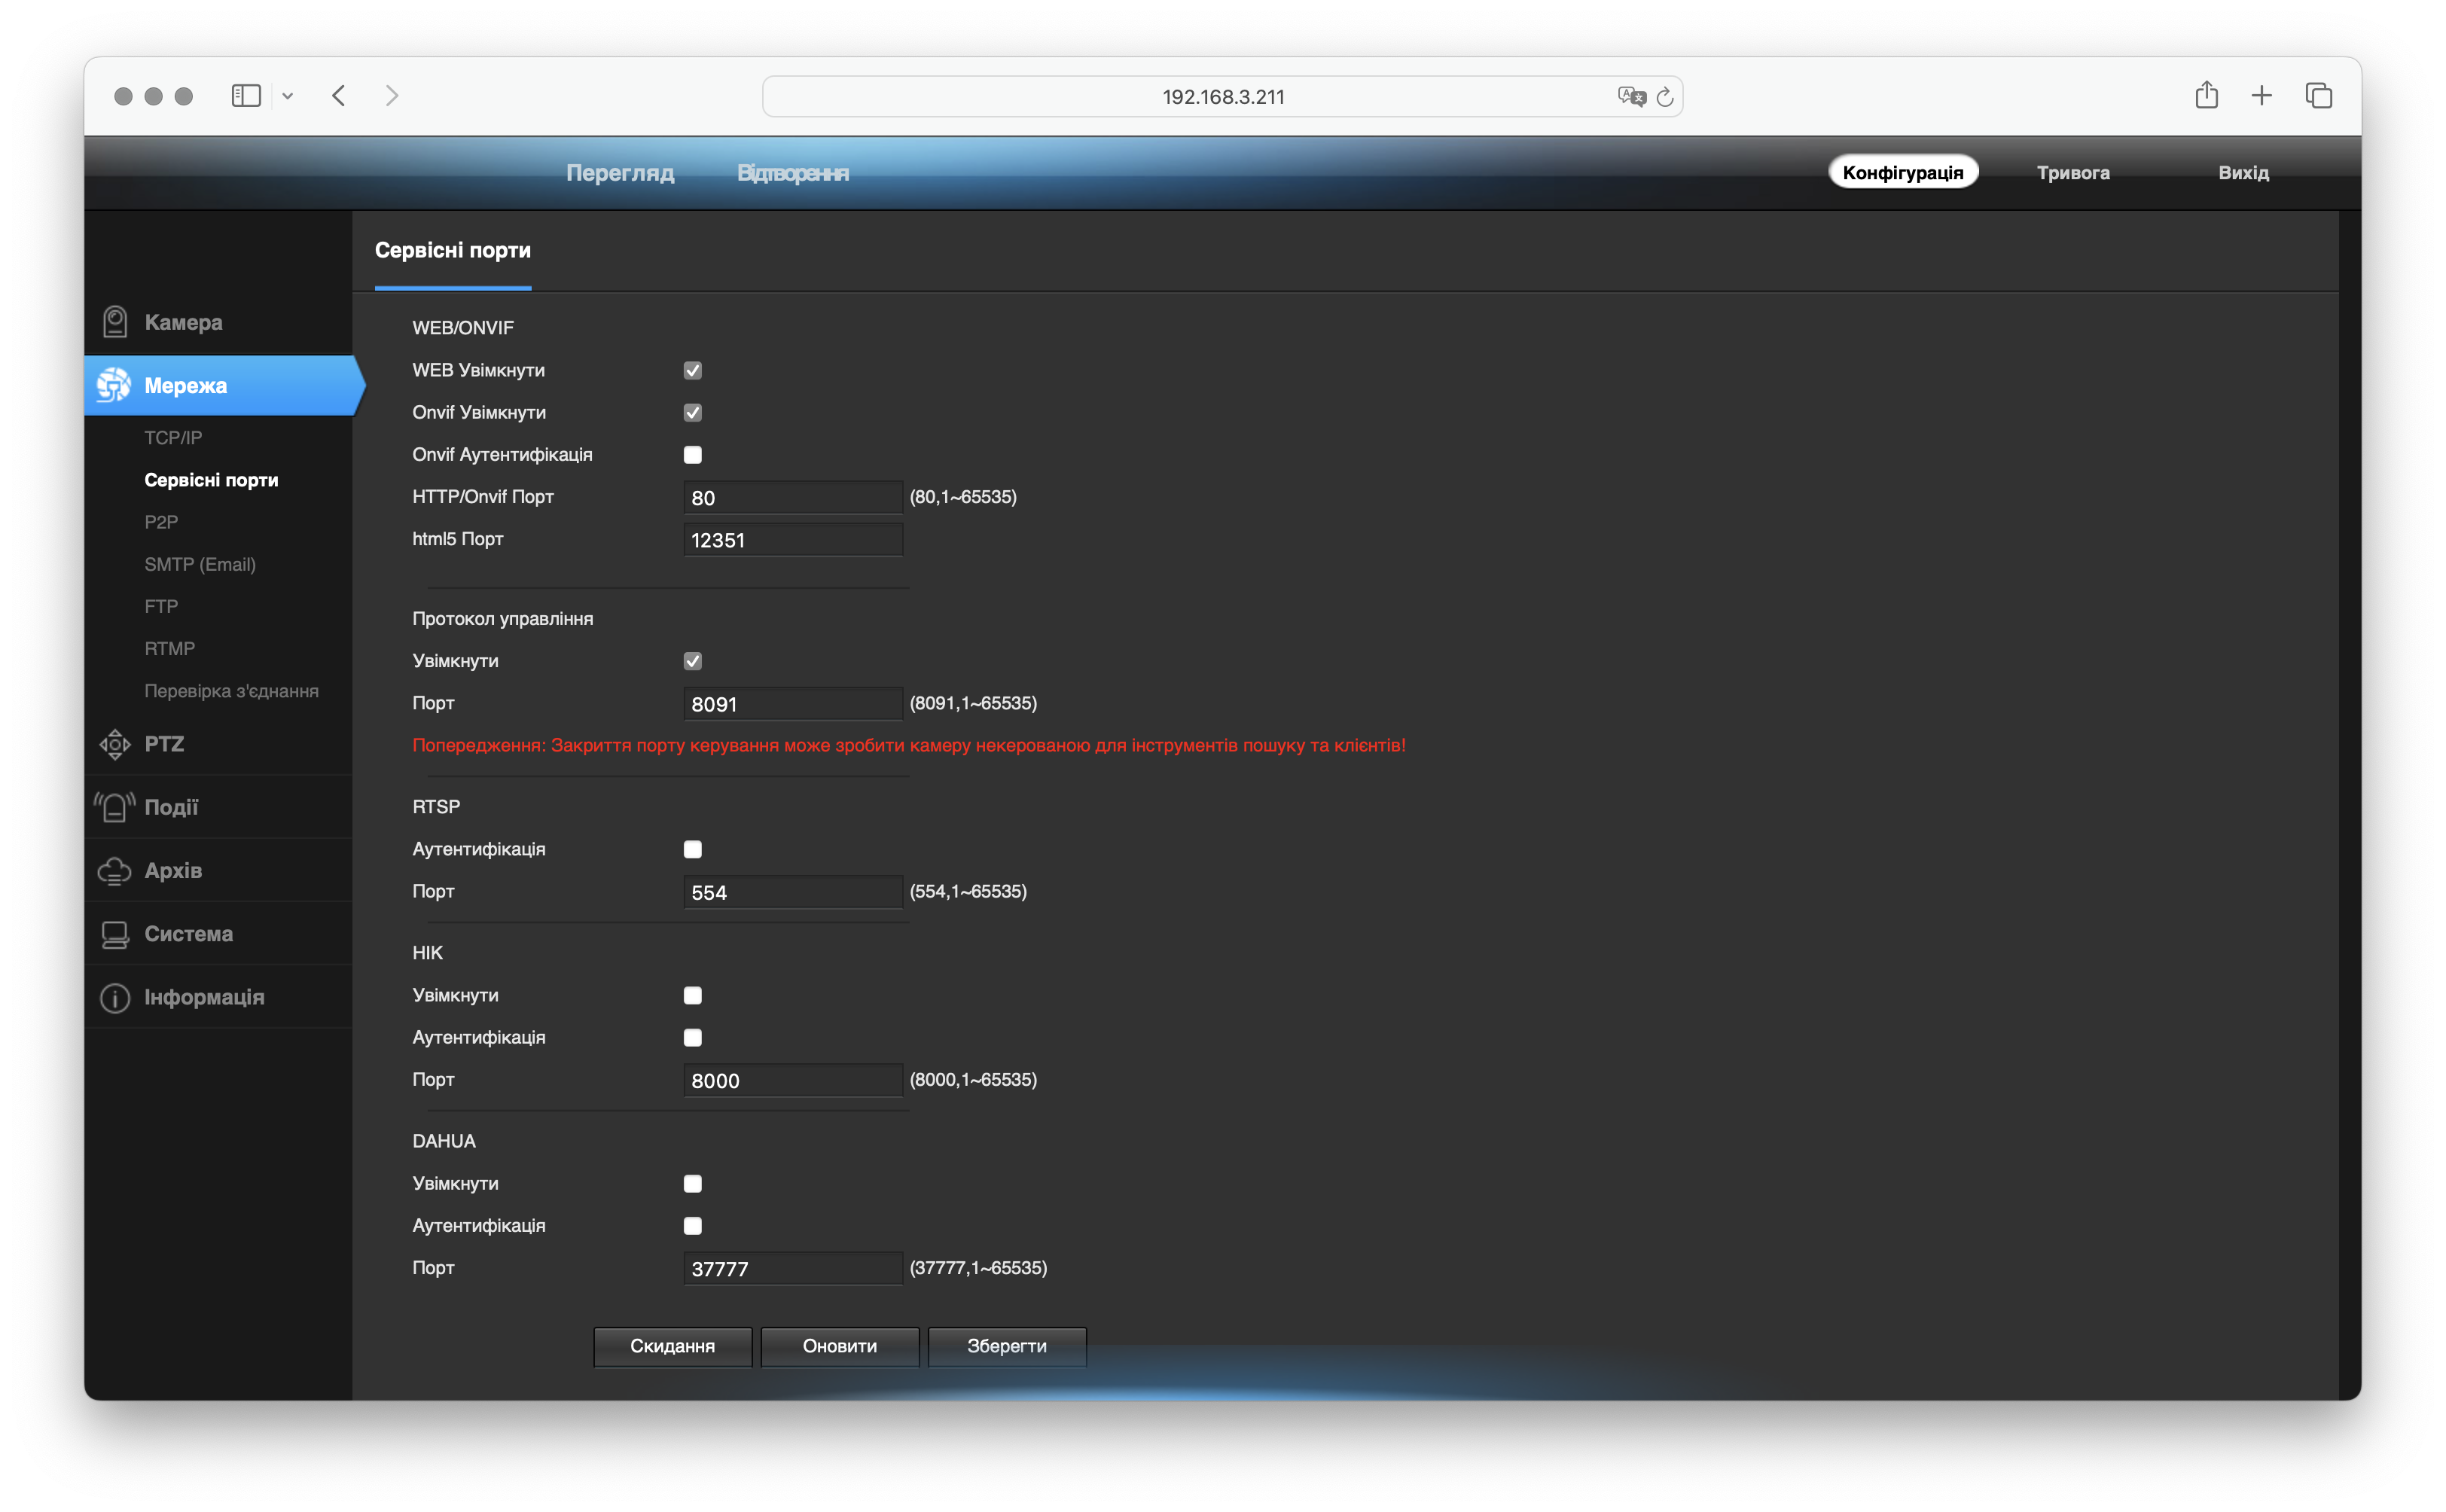 192.168.3.211
Перегляд
Відтворення
Конфігурація
Тривога
Вихід
Камера
Мережа
TCP/IP
Сервісні порти
P2P
SMTP (Email)
FTP
RTMP
Перевірка з'єднання
PTZ
Події
Архів
Система
Інформація
Сервісні порти
WEB/ONVIF
WEB Увімкнути
Onvif Увімкнути
Onvif Аутентифікація
HTTP/Onvif Порт 80 (80,1~65535)
html5 Порт 12351
Протокол управління
Увімкнути
Порт 8091 (8091,1~65535)
Попередження: Закриття порту керування може зробити камеру некерованою для інструментів пошуку та клієнтів!
RTSP
Аутентифікація
Порт 554 (554,1~65535)
HIK
Увімкнути
Аутентифікація
Порт 8000 (8000,1~65535)
DAHUA
Увімкнути
Аутентифікація
Порт 37777 (37777,1~65535)
Скидання Оновити Зберегти